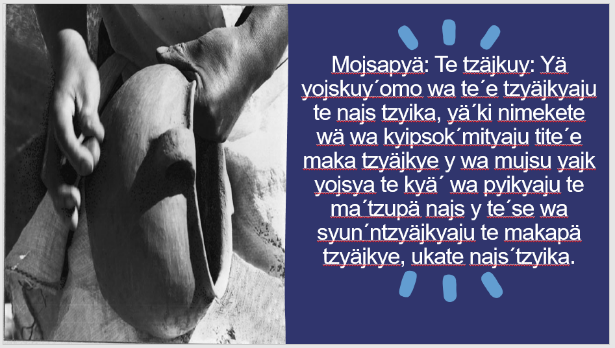 Mojsapyä: Te tzäjkuy: Yä
yojskuy´omo wa te´e tzyäjkyaju
te najs tzyika, yä´ki nimekete
wä wa kyipsok´mityaju tite´e
maka tzyäjkye y wa mujsu yajk
yojsya te kyä´ wa pyikyaju te
ma´tzupä najs y te´se wa
syun´ntzyäjkyaju te makapä
tzyäjkye, ukate najs´tzyika.